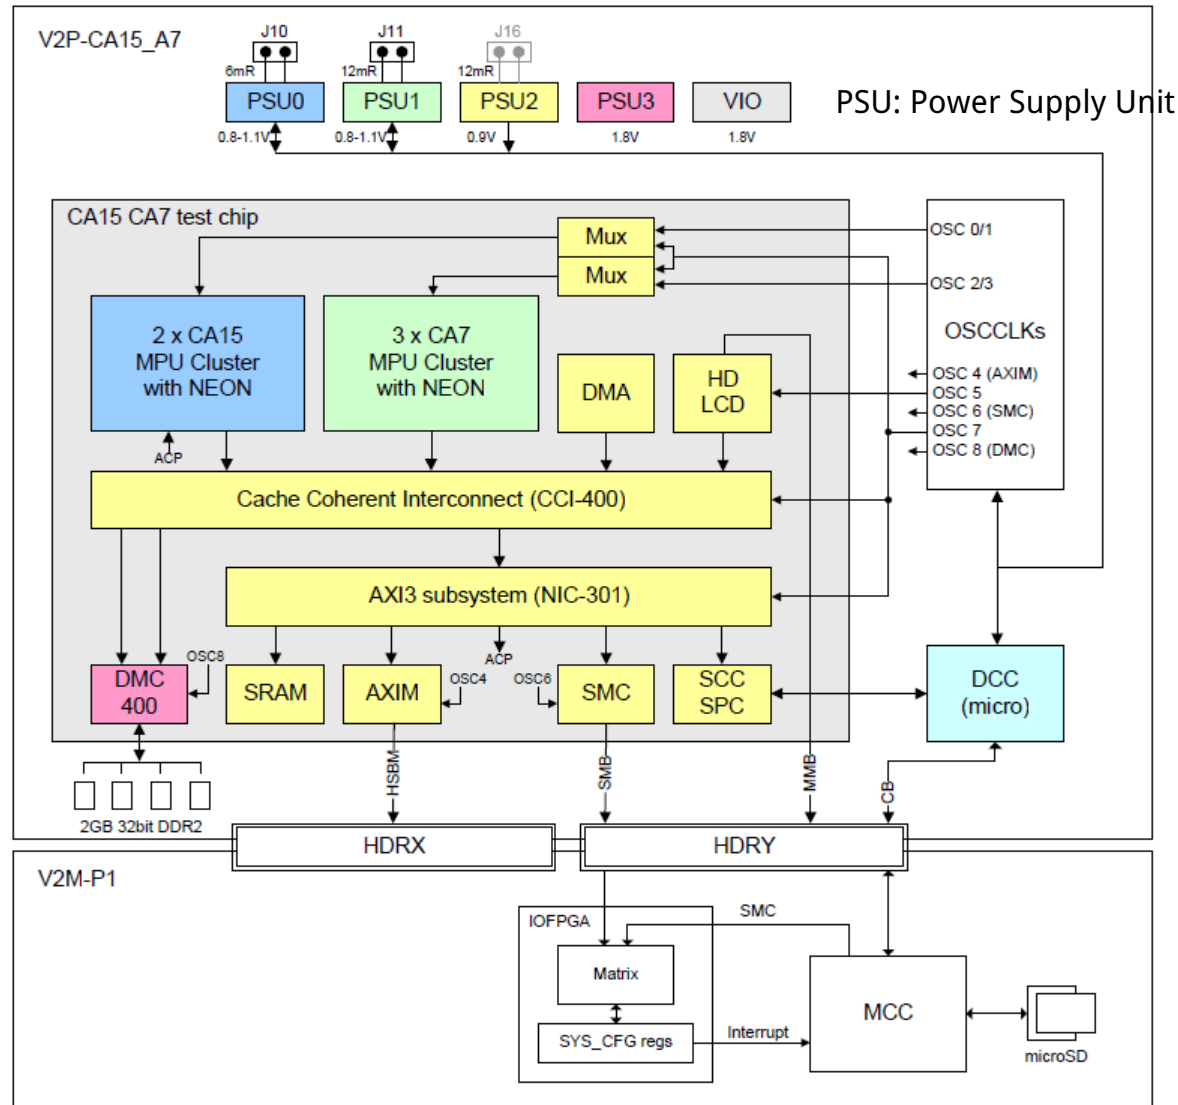 V2P-CA15_A7
J10
J11
J16
6mR
12mR
12mR
PSU0
PSU1
PSU2
PSU3
VIO
PSU: Power Supply Unit
0.8-1.1V
0.8-1.1V
0.9V
1.8V
1.8V
CA15 CA7 test chip
Mux
Mux
OSC 0/1
OSC 2/3
OSCCLKs
OSC 4 (AXIM)
OSC 5
OSC 6 (SMC)
OSC 7
OSC 8 (DMC)
2 x CA15
MPU Cluster
with NEON
3 x CA7
MPU Cluster
with NEON
DMA
HD
LCD
ACP
Cache Coherent Interconnect (CCI-400)
AXI3 subsystem (NIC-301)
OSC8
ACP
OSC4
OSC6
DMC
400
SRAM
AXIM
SMC
SCC
SPC
DCC
(micro)
HSBM
SMB
MMB
CB
2GB 32bit DDR2
HDRX
HDRY
V2M-P1
IOFPGA
SMC
Matrix
MCC
SYS_CFG regs
Interrupt
microSD